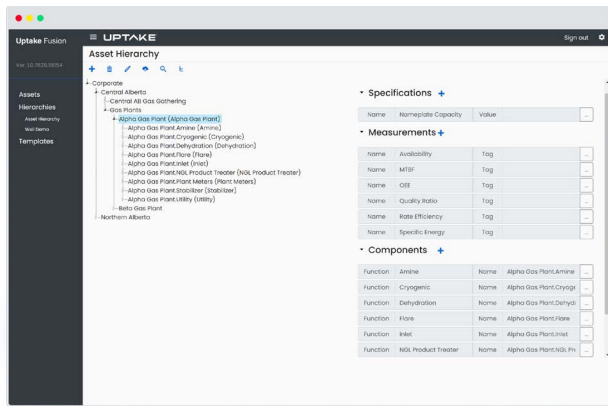 Uptake Fusion
Ver. 10.7626.38154
Assets
Hierarchies
Asset Hierarchy
Well Demo
Templates
UPTAKE
Sign out
Asset Hierarchy
Corporate
Central Alberta
Central AB Gas Gathering
Gas Plants
Alpha Gas Plant (Alpha Gas Plant)
Alpha Gas Plant.Amine (Amine)
Alpha Gas Plant.Cryogenic (Cryogenic)
Alpha Gas Plant.Dehydration (Dehydration)
Alpha Gas Plant.Flare (Flare)
Alpha Gas Plant.Inlet (Inlet)
Alpha Gas Plant.NGL Product Treater (NGL Product Treater)
Alpha Gas Plant.Plant Meters (Plant Meters)
Alpha Gas Plant.Stabilizer (Stabilizer)
Alpha Gas Plant.Utility (Utility)
Beta Gas Plant
Northern Alberta
Specifications +
Name Nameplate Capacity Value ...
Measurements +
Name Availability Tag ...
Name MTBF Tag ...
Name OEE Tag ...
Name Quality Ratio Tag ...
Name Rate Efficiency Tag ...
Name Specific Energy Tag ...
Components +
Function Amine Name Alpha Gas Plant.Amine ...
Function Cryogenic Name Alpha Gas Plant.Cryoge ...
Function Dehydration Name Alpha Gas Plant.Dehydi ...
Function Flare Name Alpha Gas Plant.Flare ...
Function Inlet Name Alpha Gas Plant.Inlet ...
Function NGL Product Treater Name Alpha Gas Plant.NGL Pr ...